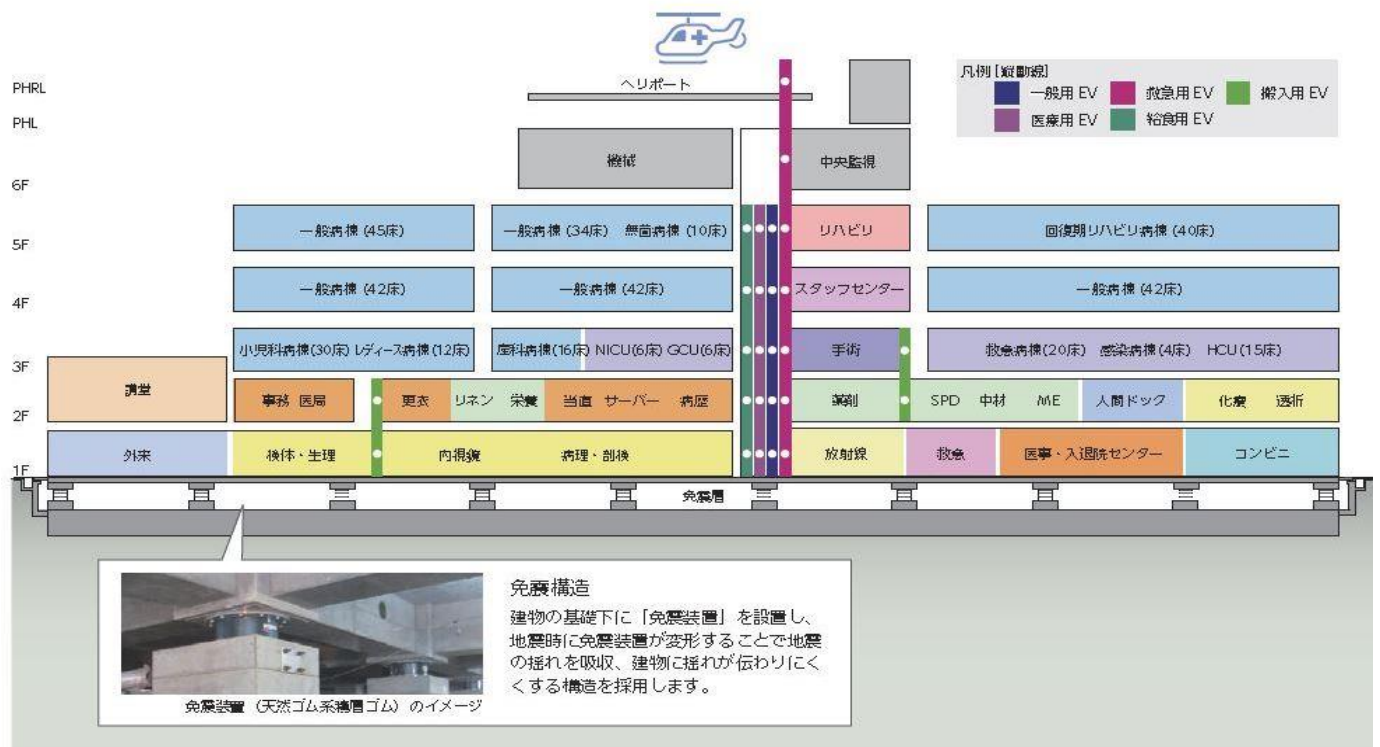 凡例 [縦動線]
一般用 EV
救急用 EV
搬入用 EV
医療用 EV
給食用 EV
ヘリポート
PHRL
PHL
機械
中央監視
6F
一般病棟 (45床)
一般病棟 (34床) 無菌病棟 (10床)
リハビリ
回復期リハビリ病棟 (40床)
5F
一般病棟 (42床)
一般病棟 (42床)
スタッフセンター
一般病棟 (42床)
4F
小児科病棟(30床) レディース病棟(12床)
産科病棟(16床) NICU(6床) GCU(6床)
手術
救急病棟(20床) 感染病棟(4床) HCU(15床)
3F
講堂
事務 医局
更衣
リネン 栄養
当直 サーバー 病歴
薬剤
SPD 中材 ME
人間ドック
化療 透析
2F
外来
検体・生理
内視鏡
病理・剖検
放射線
救急
医事・入退院センター
コンビニ
1F
免震層
免震構造
建物の基礎下に「免震装置」を設置し、
地震時に免震装置が変形することで地震
の揺れを吸収、建物に揺れが伝わりにく
くする構造を採用します。
免震装置（天然ゴム系積層ゴム）のイメージ